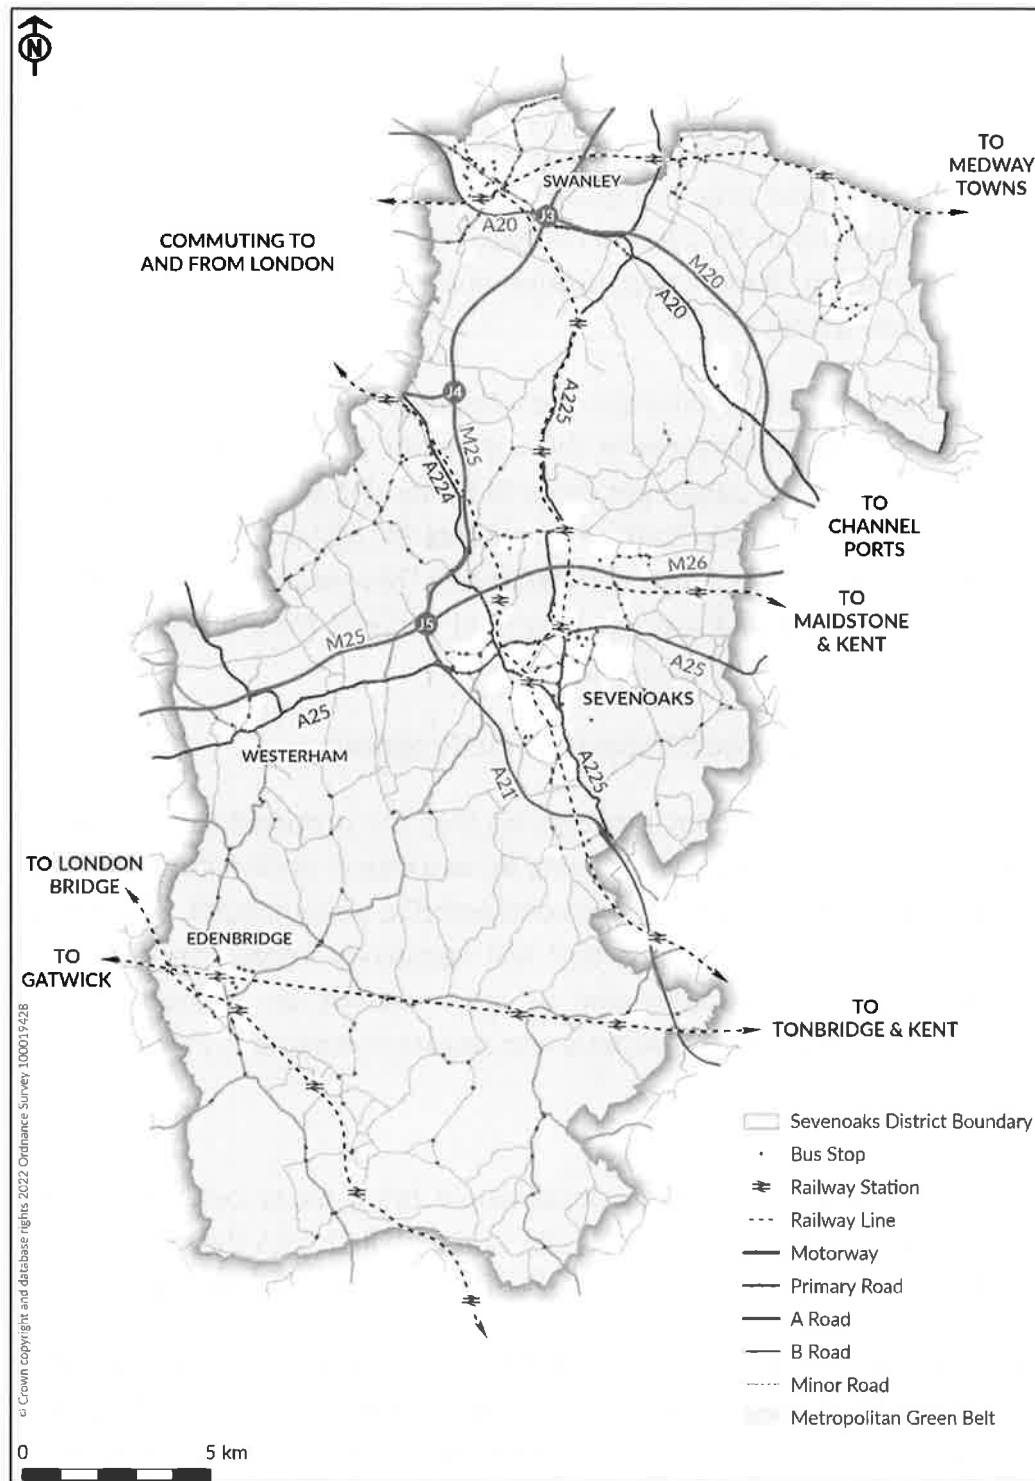 N
TO
MEDWAY
TOWNS
SWANLEY
J3
A20
COMMUTING TO
AND FROM LONDON
M20
A20
J4
A225
M25
A224
TO
CHANNEL
PORTS
M26
TO
MAIDSTONE
& KENT
J5
M25
A25
SEVENOAKS
A25
WESTERHAM
A21
A225
TO LONDON
BRIDGE
EDENBRIDGE
TO
GATWICK
TO
TONBRIDGE & KENT
Sevenoaks District Boundary
Bus Stop
Railway Station
Railway Line
Motorway
Primary Road
A Road
B Road
Minor Road
Metropolitan Green Belt
Crown copyright and database rights 2022 Ordnance Survey 100019428
0 5 km